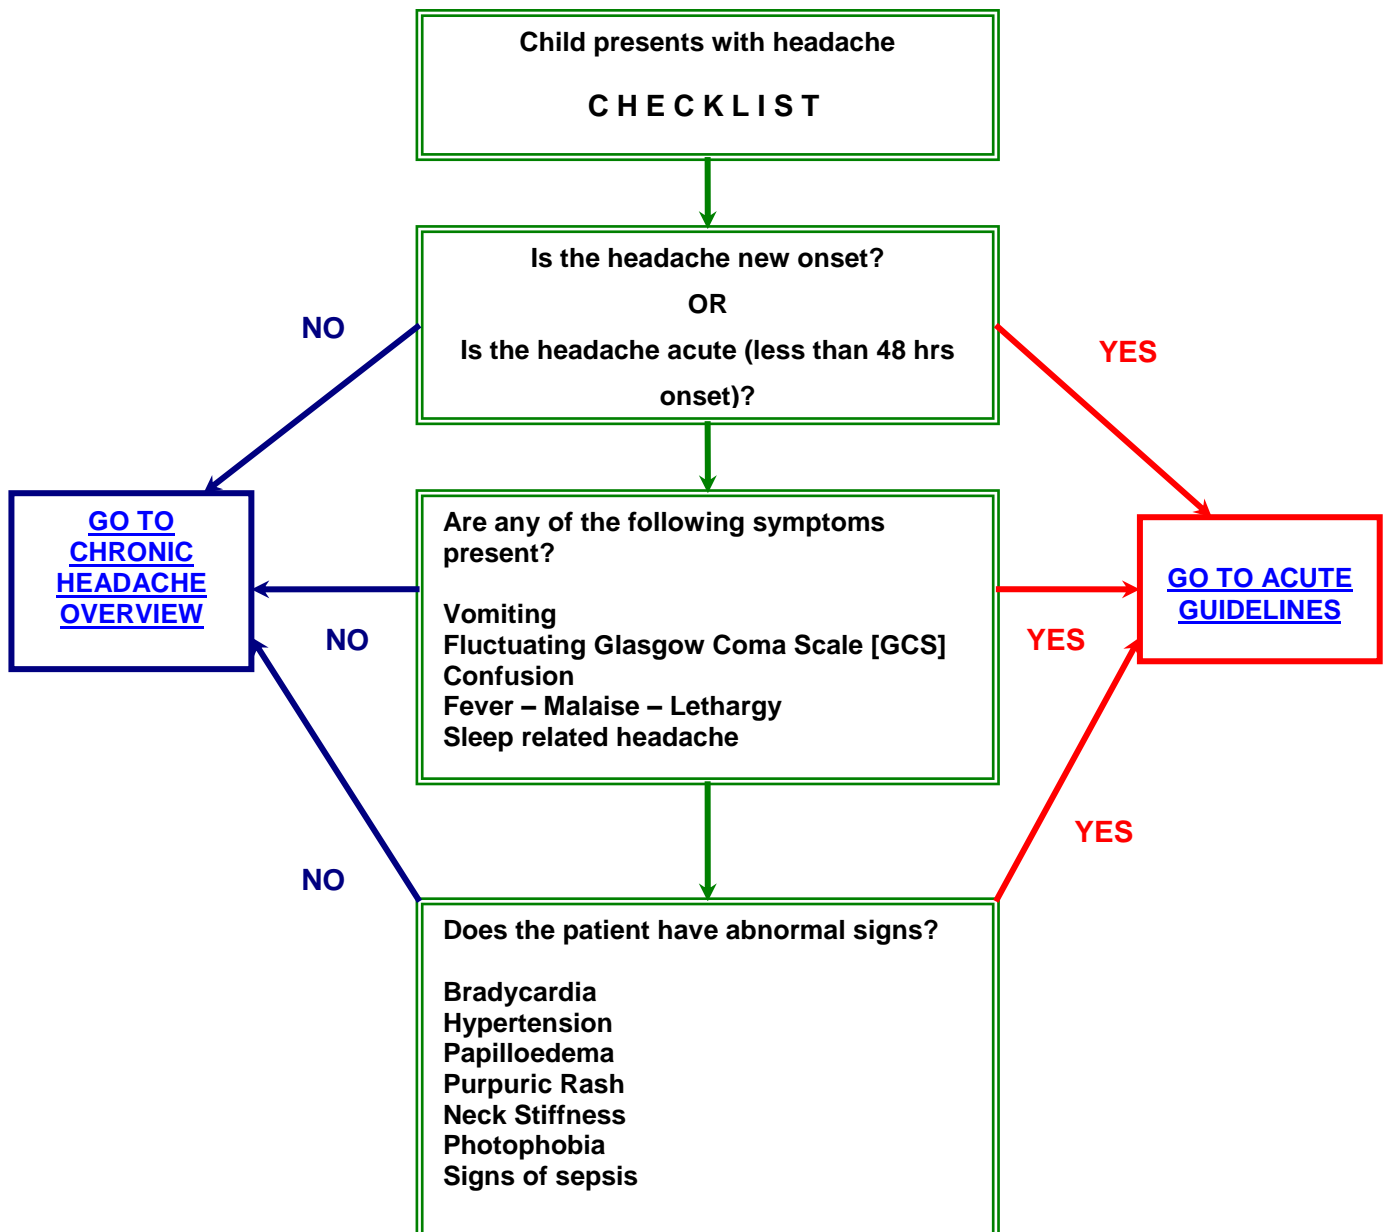 Child presents with headache
C H E C K L I S T
Is the headache new onset?
OR
Is the headache acute (less than 48 hrs
onset)?
NO
YES
GO TO
CHRONIC
HEADACHE
OVERVIEW
Are any of the following symptoms
present?
Vomiting
Fluctuating Glasgow Coma Scale [GCS]
Confusion
Fever – Malaise – Lethargy
Sleep related headache
GO TO ACUTE
GUIDELINES
NO
YES
NO
YES
Does the patient have abnormal signs?
Bradycardia
Hypertension
Papilloedema
Purpuric Rash
Neck Stiffness
Photophobia
Signs of sepsis